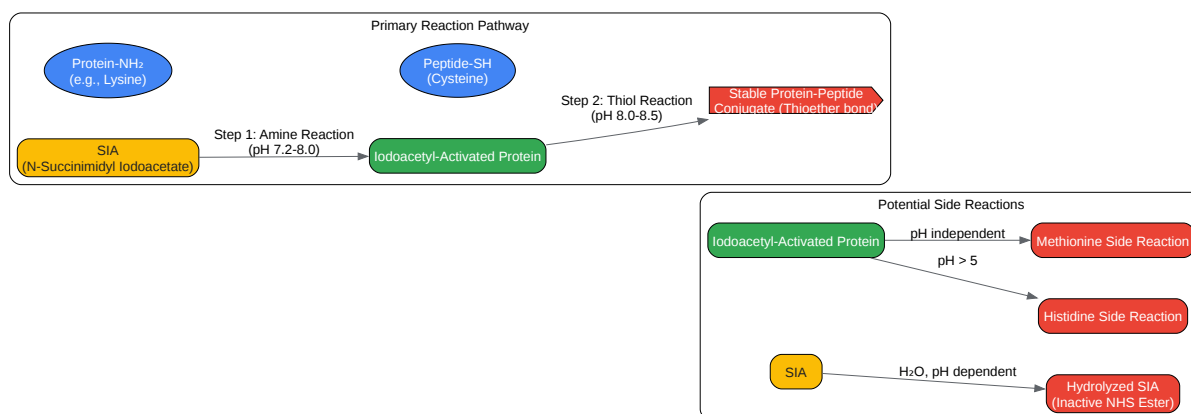 Primary Reaction Pathway
Protein-NH₂
(e.g., Lysine)
Peptide-SH
(Cysteine)
Step 2: Thiol Reaction
(pH 8.0-8.5)
Stable Protein-Peptide
Conjugate (Thioether bond)
SIA
(N-Succinimidyl Iodoacetate)
Step 1: Amine Reaction
(pH 7.2-8.0)
Iodoacetyl-Activated Protein
Potential Side Reactions
Iodoacetyl-Activated Protein
pH independent
Methionine Side Reaction
pH > 5
Histidine Side Reaction
SIA
H₂O, pH dependent
Hydrolyzed SIA
(Inactive NHS Ester)